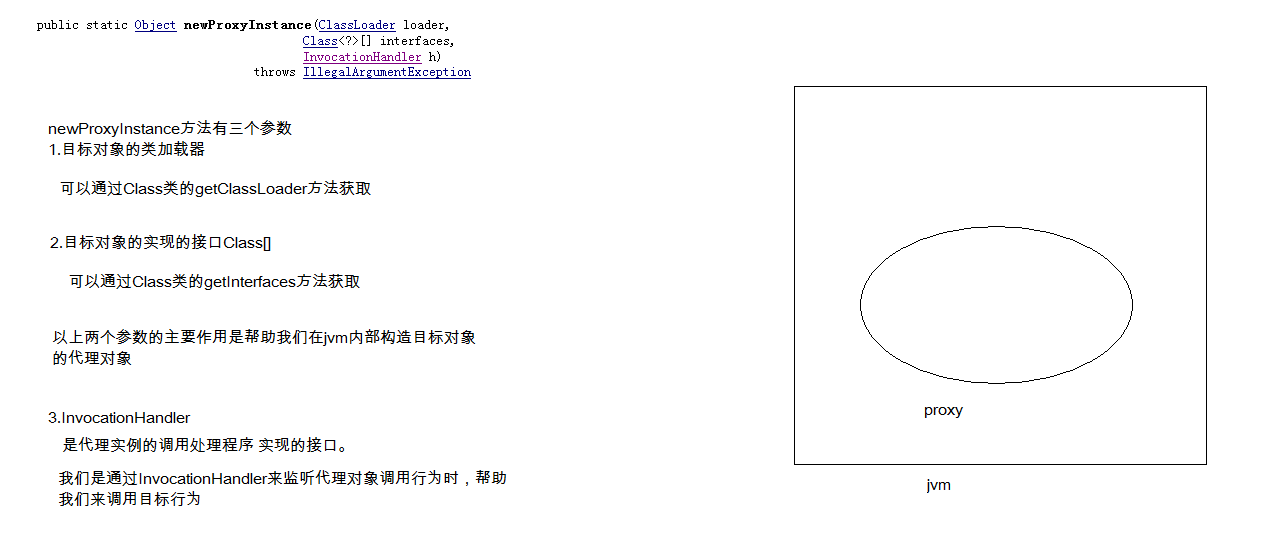 public static Object newProxyInstance(ClassLoader loader,
Class<?>[] interfaces,
InvocationHandler h)
throws IllegalArgumentException
newProxyInstance方法有三个参数
1.目标对象的类加载器
可以通过Class类的getClassLoader方法获取
2.目标对象的实现的接口Class[]
可以通过Class类的getInterfaces方法获取
以上两个参数的主要作用是帮助我们在jvm内部构造目标对象
的代理对象
3.InvocationHandler
是代理实例的调用处理程序 实现的接口。
我们是通过InvocationHandler来监听代理对象调用行为时，帮助
我们来调用目标行为
proxy
jvm